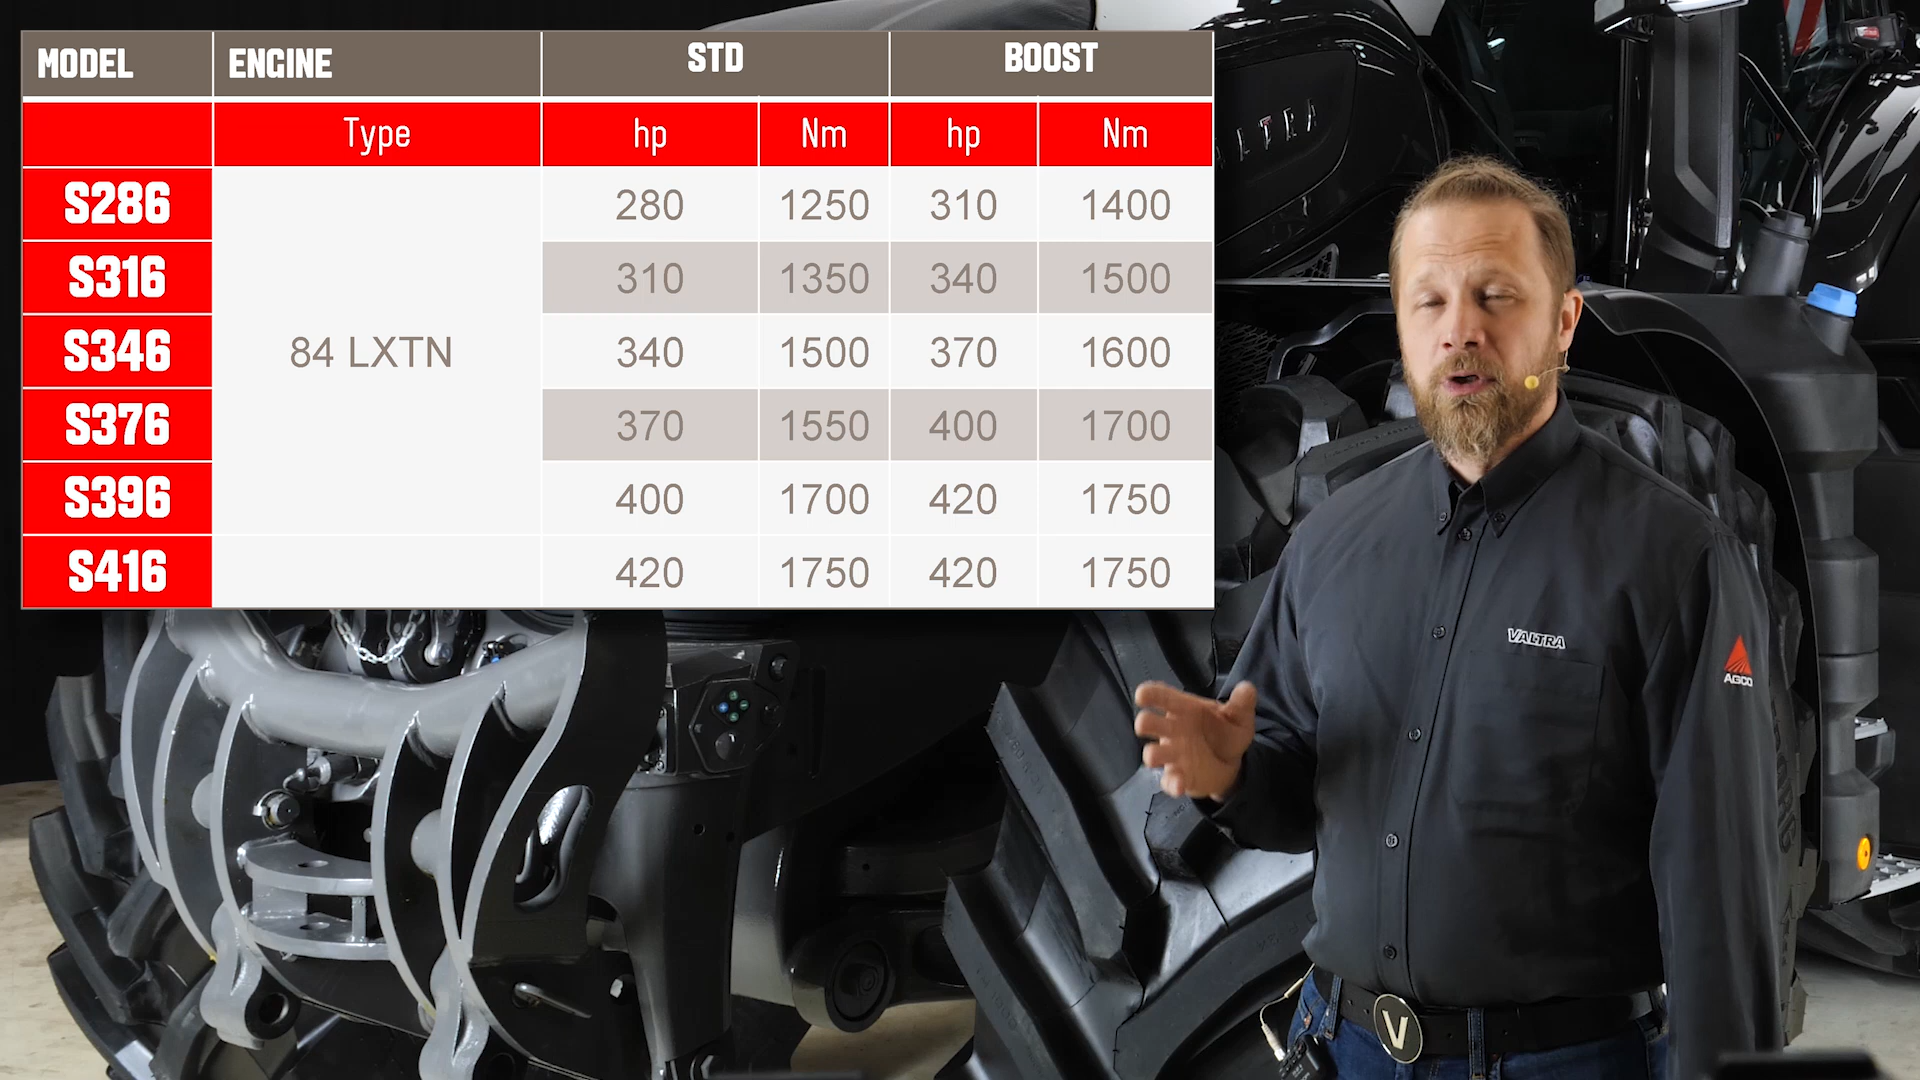 MODEL ENGINE STD BOOST
Type hp Nm hp Nm
S286 280 1250 310 1400
S316 310 1350 340 1500
S346 84 LXTN 340 1500 370 1600
S376 370 1550 400 1700
S396 400 1700 420 1750
S416 420 1750 420 1750
VALTRA
VALTRA
AGCO
V